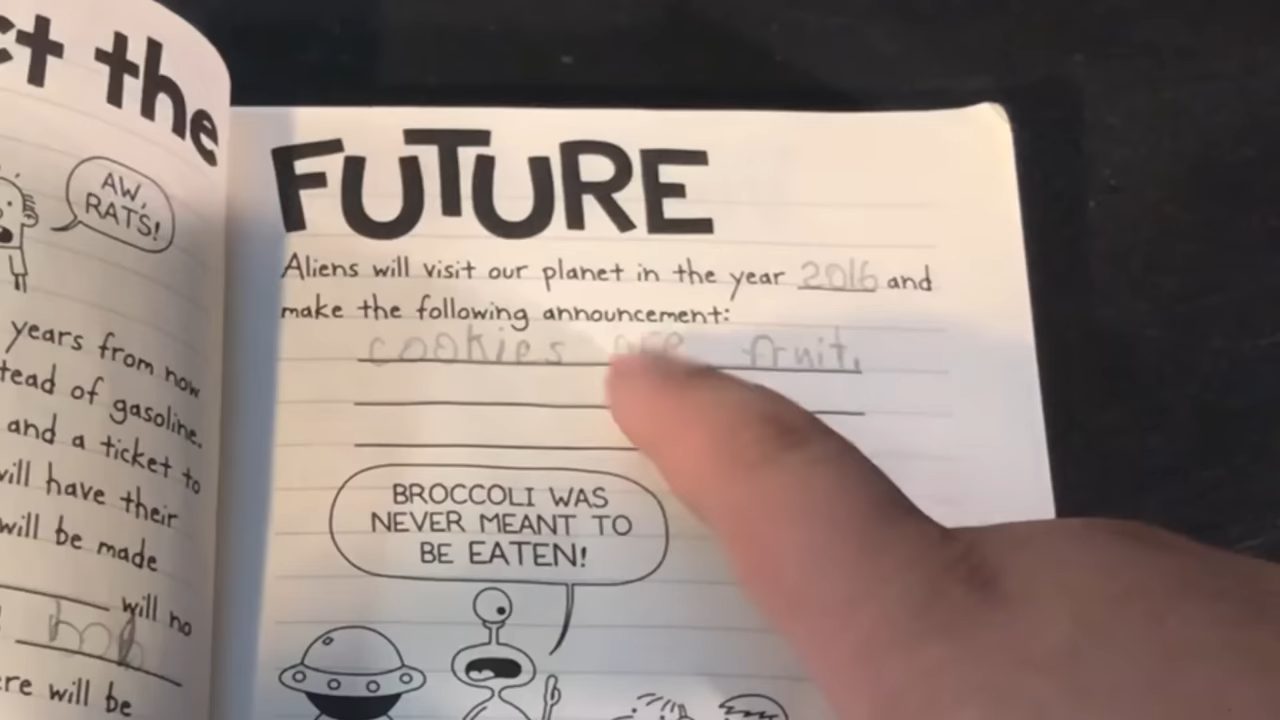 ct the
AW,
RATS!
years from now
tead of gasoline.
and a ticket to
will have their
will be made
will no
ere will be
FUTURE
Aliens will visit our planet in the year 2016 and
make the following announcement:
cookies are fruit.
BROCCOLI WAS
NEVER MEANT TO
BE EATEN!